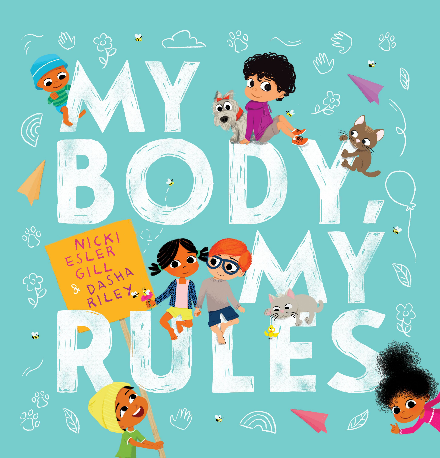 MY
BODY,
MY
RULES
NICKI
ESLER
GILL
& DASHA
RILEY